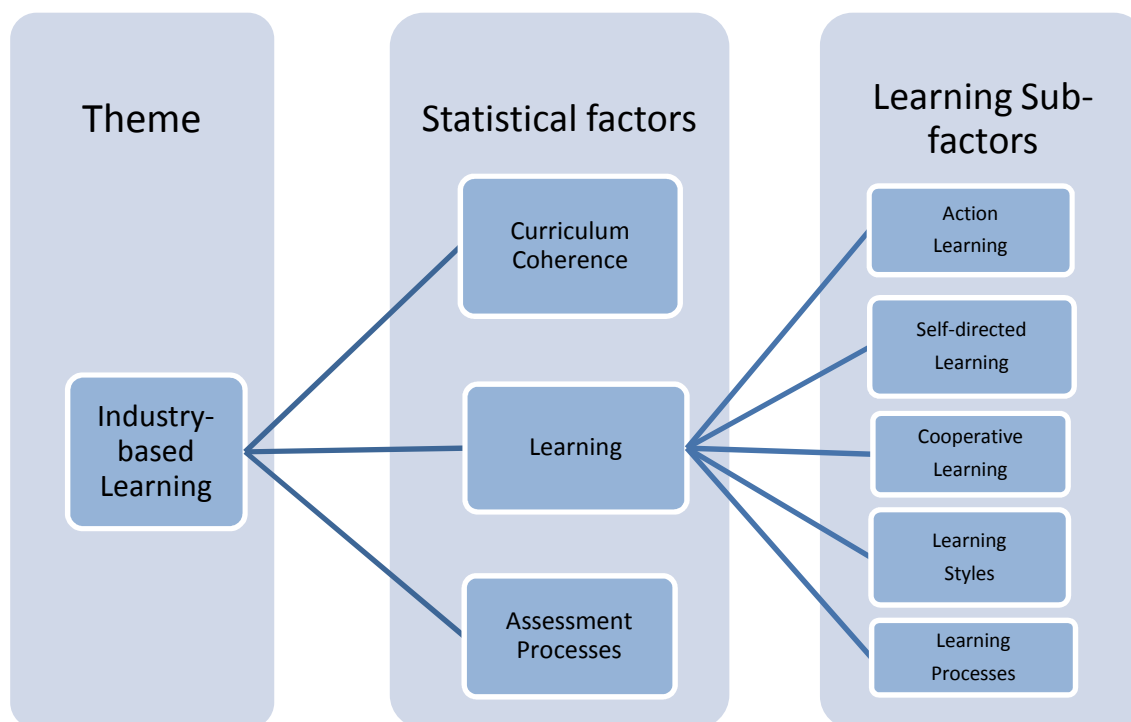 Theme
Industry-
based
Learning
Statistical factors
Curriculum
Coherence
Learning
Assessment
Processes
Learning Sub-
factors
Action
Learning
Self-directed
Learning
Cooperative
Learning
Learning
Styles
Learning
Processes